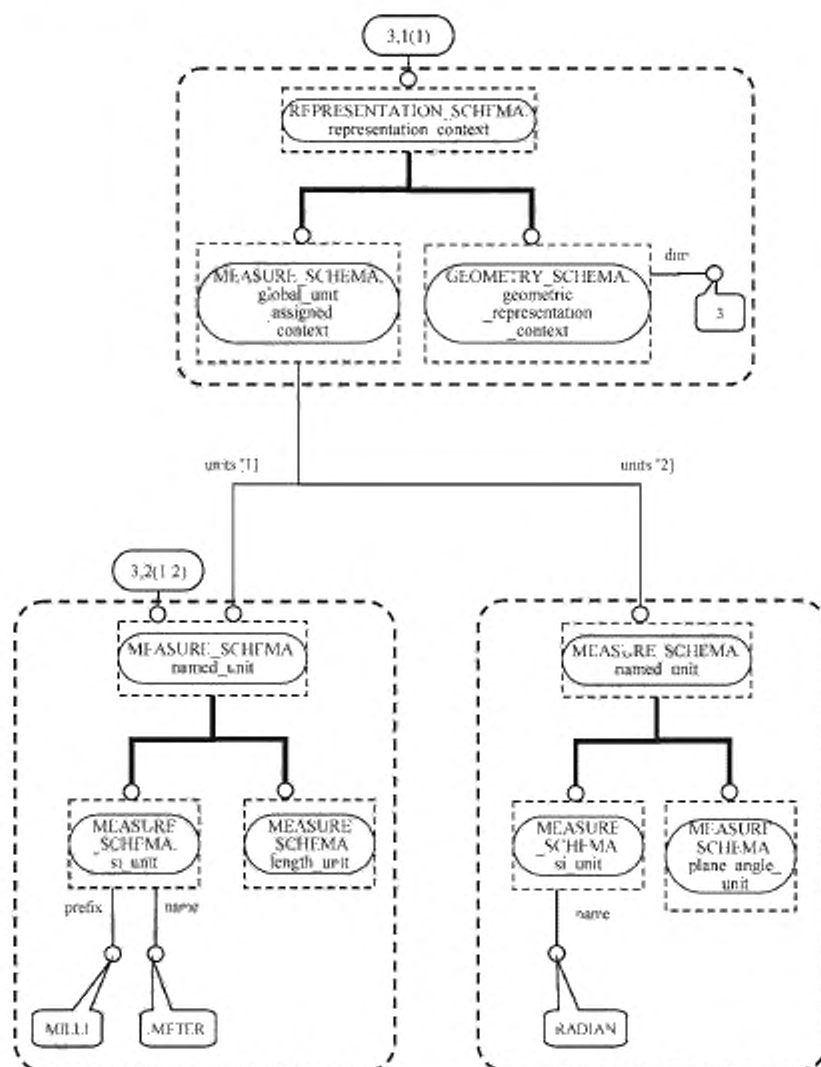 3,1(1)
REPRESENTATION_SCHEMA.
representation_context
MEASURE_SCHEMA.
global_unit
assigned
context
GEOMETRY_SCHEMA.
geometric
_representation
_context
dim
3
units [1]
units [2]
3,2(1 2)
MEASURE_SCHEMA
named_unit
MEASURE_SCHEMA
named_unit
MEASURE
_SCHEMA.
si_unit
MEASURE
_SCHEMA
length_unit
MEASURE
_SCHEMA
si_unit
MEASURE
_SCHEMA
plane_angle_
unit
prefix
name
name
MILLI
.METER
RADIAN